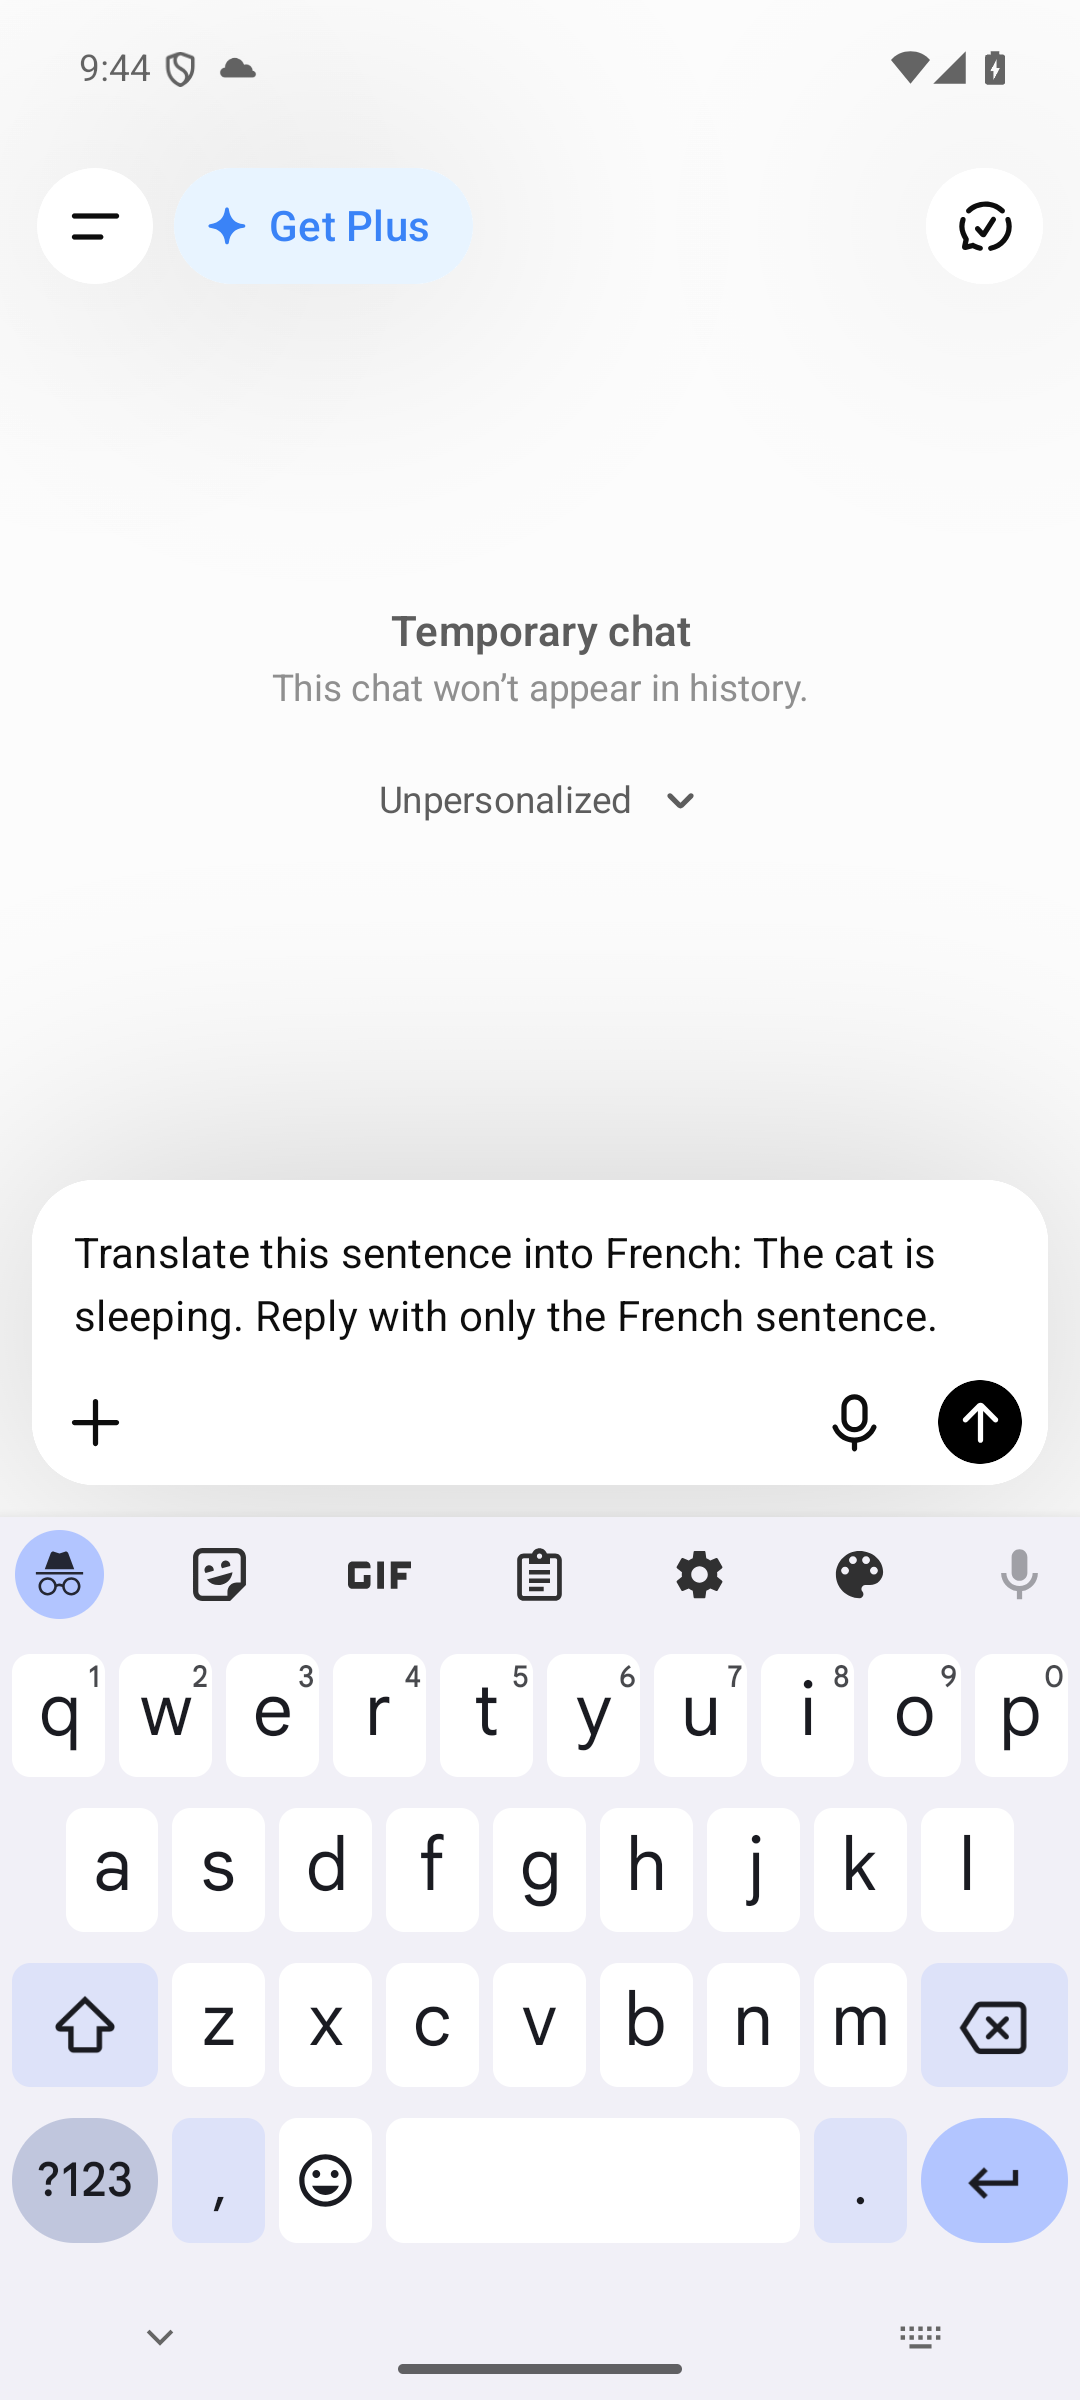 9:44
Get Plus
Temporary chat
This chat won’t appear in history.
Unpersonalized
Translate this sentence into French: The cat is
sleeping. Reply with only the French sentence.
GIF
q 1 w 2 e 3 r 4 t 5 y 6 u 7 i 8 o 9 p 0
a s d f g h j k l
z x c v b n m
?123 , .